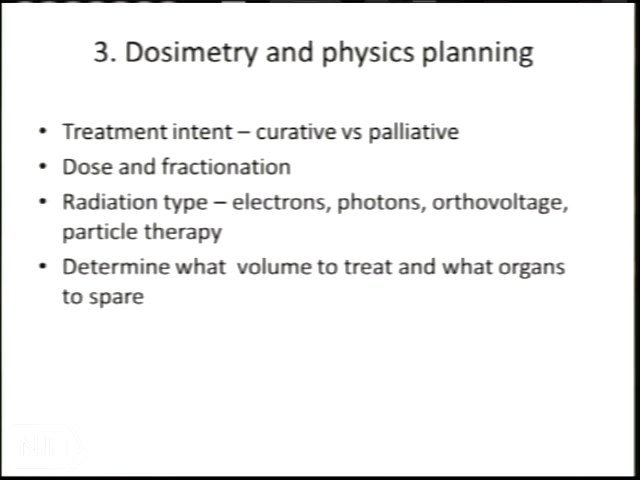 3. Dosimetry and physics planning
• Treatment intent – curative vs palliative
• Dose and fractionation
• Radiation type – electrons, photons, orthovoltage,
particle therapy
• Determine what volume to treat and what organs
to spare